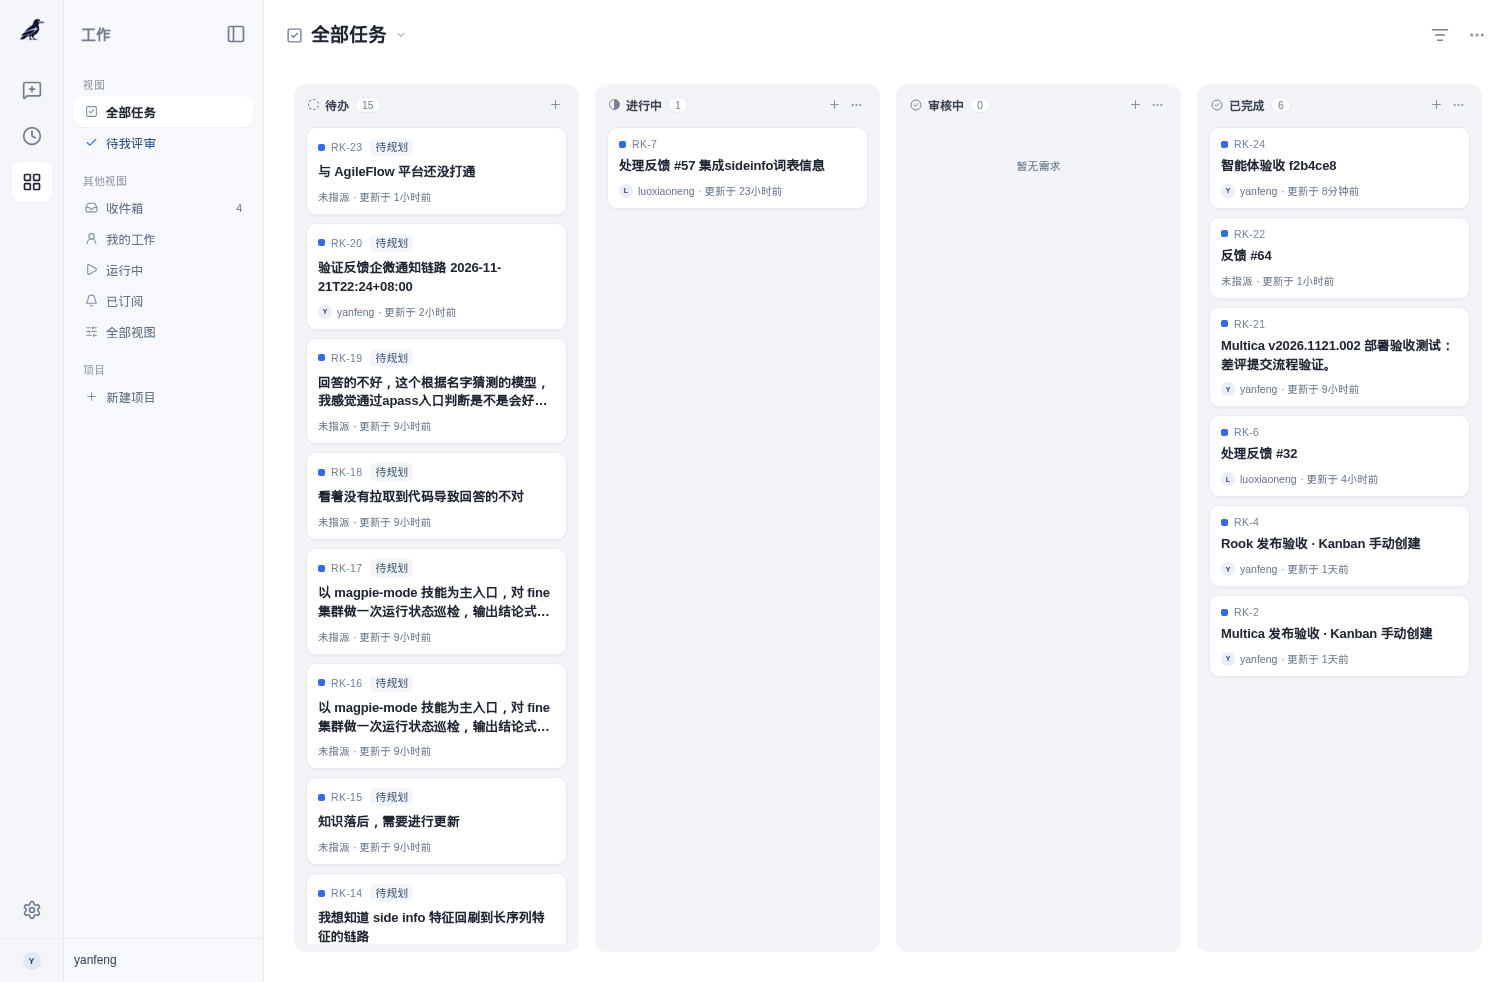 工作
视图
全部任务
待我评审
其他视图
收件箱 4
我的工作
运行中
已订阅
全部视图
项目
新建项目
Y yanfeng
全部任务
待办 15
RK-23 待规划
与 AgileFlow 平台还没打通
未指派 · 更新于 1小时前
RK-20 待规划
验证反馈企微通知链路 2026-11-
21T22:24+08:00
Y yanfeng · 更新于 2小时前
RK-19 待规划
回答的不好，这个根据名字猜测的模型，
我感觉通过apass入口判断是不是会好…
未指派 · 更新于 9小时前
RK-18 待规划
看着没有拉取到代码导致回答的不对
未指派 · 更新于 9小时前
RK-17 待规划
以 magpie-mode 技能为主入口，对 fine
集群做一次运行状态巡检，输出结论式…
未指派 · 更新于 9小时前
RK-16 待规划
以 magpie-mode 技能为主入口，对 fine
集群做一次运行状态巡检，输出结论式…
未指派 · 更新于 9小时前
RK-15 待规划
知识落后，需要进行更新
未指派 · 更新于 9小时前
RK-14 待规划
我想知道 side info 特征回刷到长序列特
征的链路
进行中 1
RK-7
处理反馈 #57 集成sideinfo词表信息
L luoxiaoneng · 更新于 23小时前
审核中 0
暂无需求
已完成 6
RK-24
智能体验收 f2b4ce8
Y yanfeng · 更新于 8分钟前
RK-22
反馈 #64
未指派 · 更新于 1小时前
RK-21
Multica v2026.1121.002 部署验收测试：
差评提交流程验证。
Y yanfeng · 更新于 9小时前
RK-6
处理反馈 #32
L luoxiaoneng · 更新于 4小时前
RK-4
Rook 发布验收 · Kanban 手动创建
Y yanfeng · 更新于 1天前
RK-2
Multica 发布验收 · Kanban 手动创建
Y yanfeng · 更新于 1天前